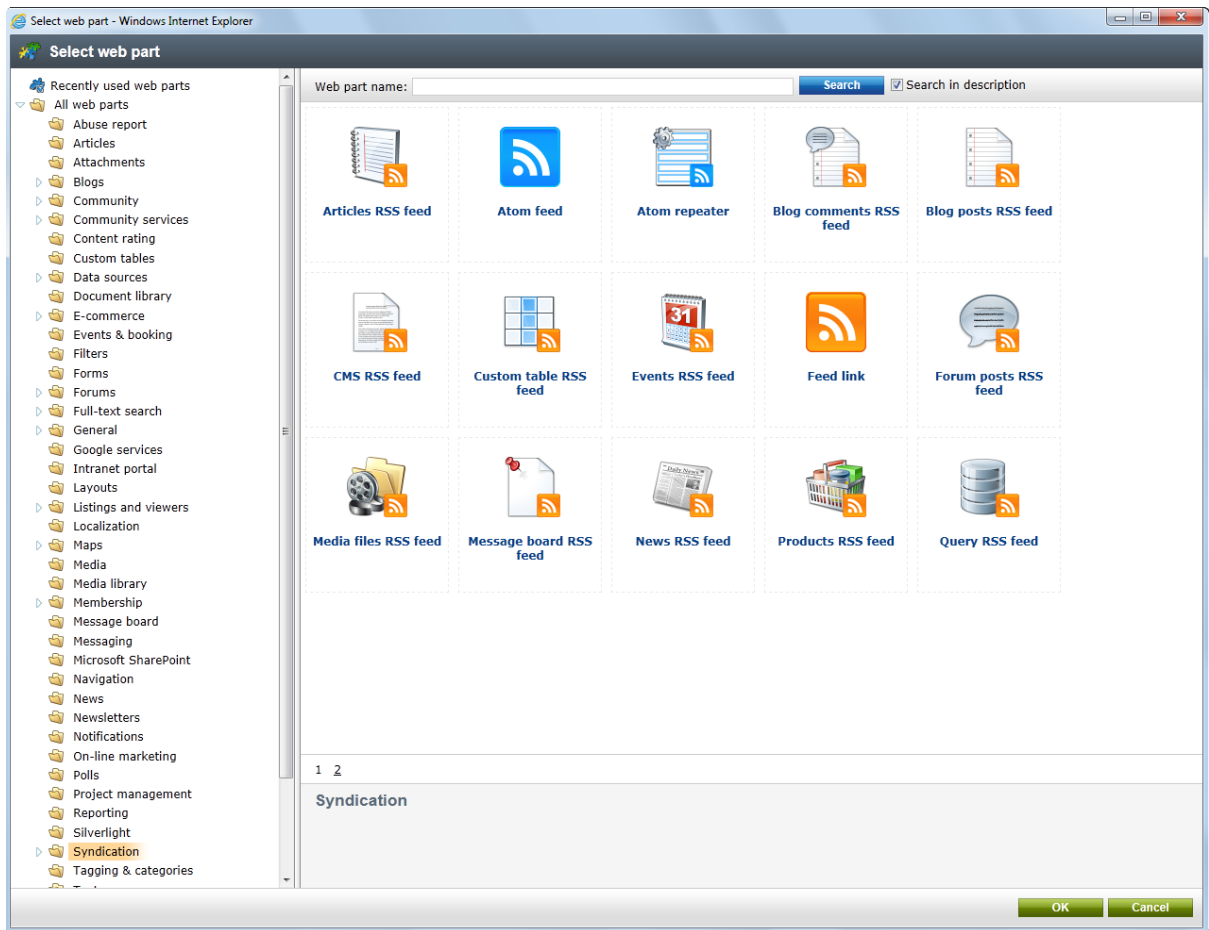 Select web part - Windows Internet Explorer
Select web part
Recently used web parts
All web parts
Abuse report
Articles
Attachments
Blogs
Community
Community services
Content rating
Custom tables
Data sources
Document library
E-commerce
Events & booking
Filters
Forms
Forums
Full-text search
General
Google services
Intranet portal
Layouts
Listings and viewers
Localization
Maps
Media
Media library
Membership
Message board
Messaging
Microsoft SharePoint
Navigation
News
Newsletters
Notifications
On-line marketing
Polls
Project management
Reporting
Silverlight
Syndication
Tagging & categories
Web part name:
Search
Search in description
Articles RSS feed
Atom feed
Atom repeater
Blog comments RSS
feed
Blog posts RSS feed
CMS RSS feed
Custom table RSS
feed
31
Events RSS feed
Feed link
Forum posts RSS
feed
Media files RSS feed
Message board RSS
feed
Daily News
News RSS feed
Products RSS feed
Query RSS feed
1 2
Syndication
OK
Cancel